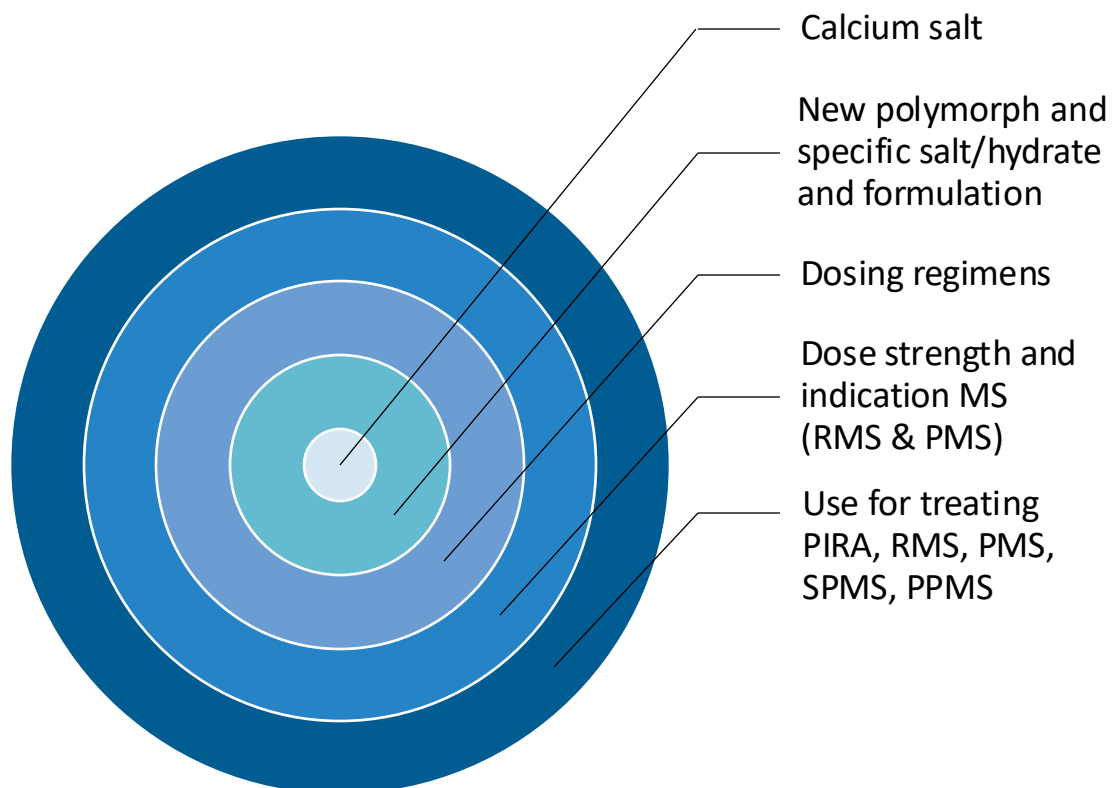 Calcium salt
New polymorph and
specific salt/hydrate
and formulation
Dosing regimens
Dose strength and
indication MS
(RMS & PMS)
Use for treating
PIRA, RMS, PMS,
SPMS, PPMS